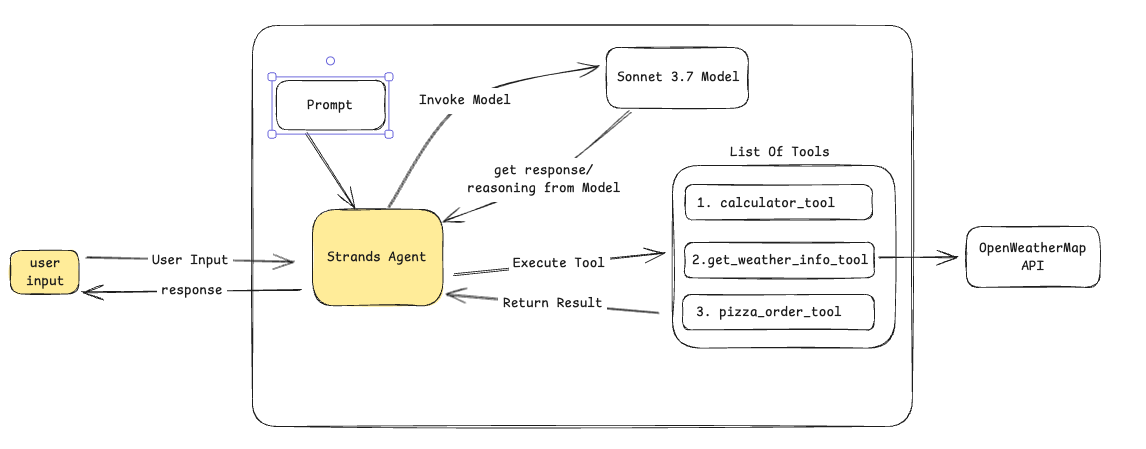 Prompt
Invoke Model
Sonnet 3.7 Model
get response/
reasoning from Model
List Of Tools
1. calculator_tool
2.get_weather_info_tool
3. pizza_order_tool
OpenWeatherMap
API
user
input
User Input
response
Strands Agent
Execute Tool
Return Result